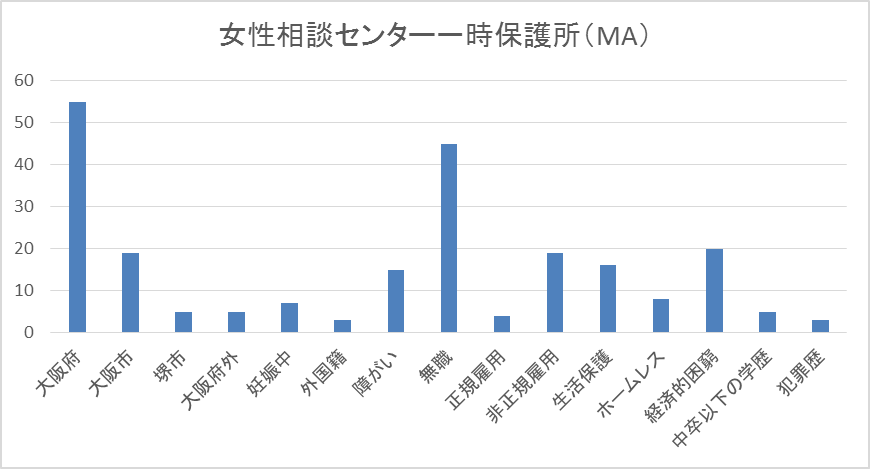 女性相談センター一時保護所（MA）
60
50
40
30
20
10
0
大阪府
大阪市
堺市
大阪府外
妊娠中
外国籍
障がい
無職
正規雇用
非正規雇用
生活保護
ホームレス
経済的困窮
中卒以下の学歴
犯罪歴